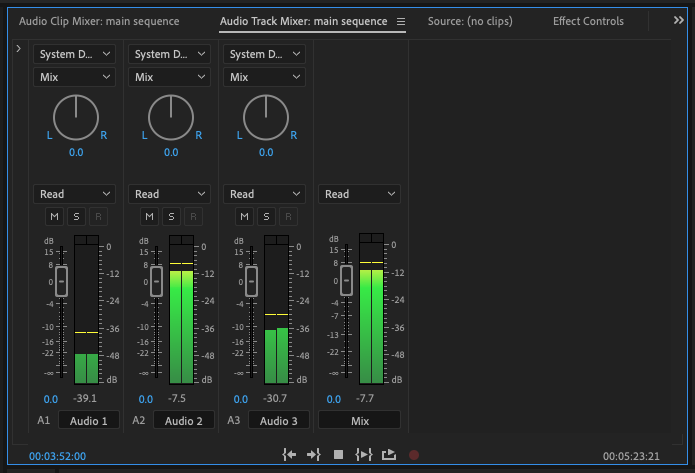 Audio Clip Mixer: main sequence Audio Track Mixer: main sequence Source: (no clips) Effect Controls
System D... System D... System D...
Mix Mix Mix
L R L R L R
0.0 0.0 0.0
Read Read Read Read
M S R M S R M S R
dB 0 dB 0 dB 0 dB 0
15 15 15 15
8 -12 8 -12 8 -12 8 -12
0 0 0 0
-4 -24 -4 -24 -4 -24 -4 -24
-10 -36 -10 -36 -10 -36 -7 -36
-16 -16 -16 -13
-22 -48 -22 -48 -22 -48 -22 -48
-∞ dB -∞ dB -∞ dB -∞ dB
0.0 -39.1 0.0 -7.5 0.0 -30.7 0.0 -7.7
A1 Audio 1 A2 Audio 2 A3 Audio 3 Mix
00:03:52:00 00:05:23:21